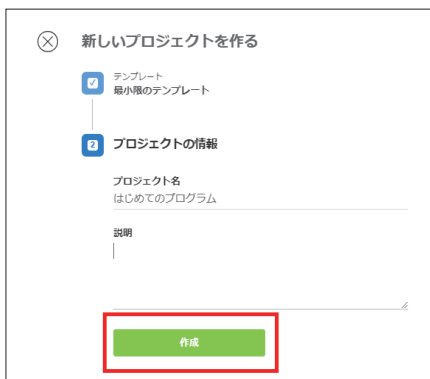 新しいプロジェクトを作る
テンプレート
最小限のテンプレート
2
プロジェクトの情報
プロジェクト名
はじめてのプログラム
説明
作成